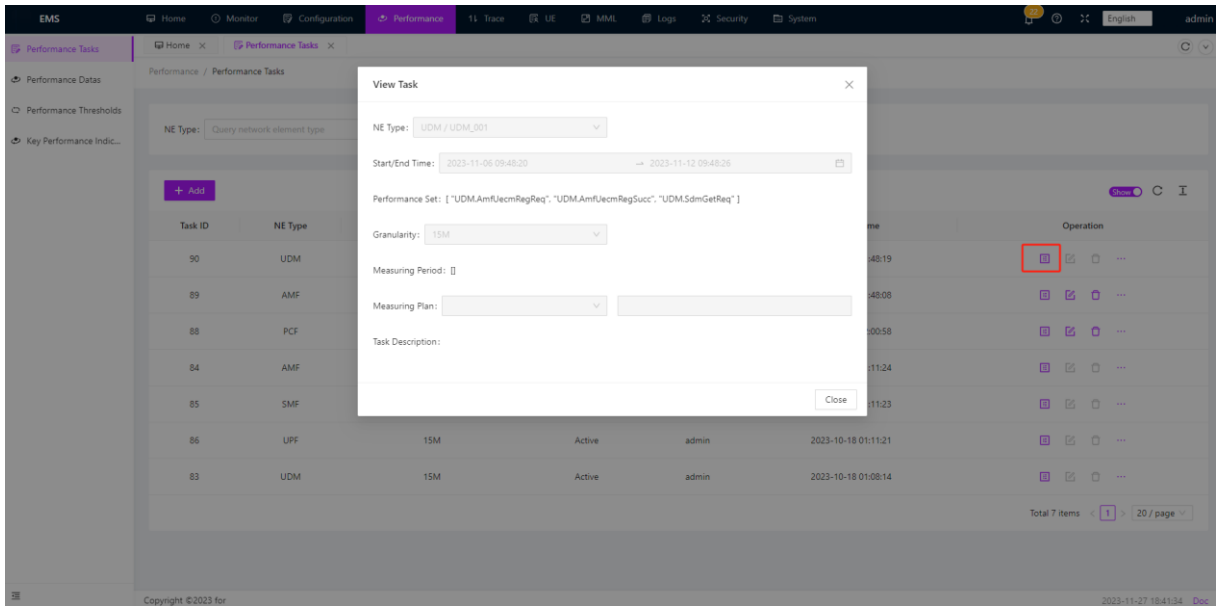 EMS Home Monitor Configuration Performance Trace UE MML Logs Security System 22 English admin
Performance Tasks
Performance Datas
Performance Thresholds
Key Performance Indic...
Home Performance Tasks
Performance / Performance Tasks
NE Type: Query network element type
+ Add Show
Task ID NE Type me Operation
90 UDM :48:19
89 AMF :48:08
88 PCF :00:58
84 AMF :11:24
85 SMF :11:23
86 UPF 15M Active admin 2023-10-18 01:11:21
83 UDM 15M Active admin 2023-10-18 01:08:14
Total 7 items < 1 > 20 / page
View Task
NE Type: UDM / UDM_001
Start/End Time: 2023-11-06 09:48:20 → 2023-11-12 09:48:26
Performance Set: [ "UDM.AmfUecmRegReq", "UDM.AmfUecmRegSucc", "UDM.SdmGetReq" ]
Granularity: 15M
Measuring Period: []
Measuring Plan:
Task Description:
Close
Copyright ©2023 for 2023-11-27 18:41:34 Doc